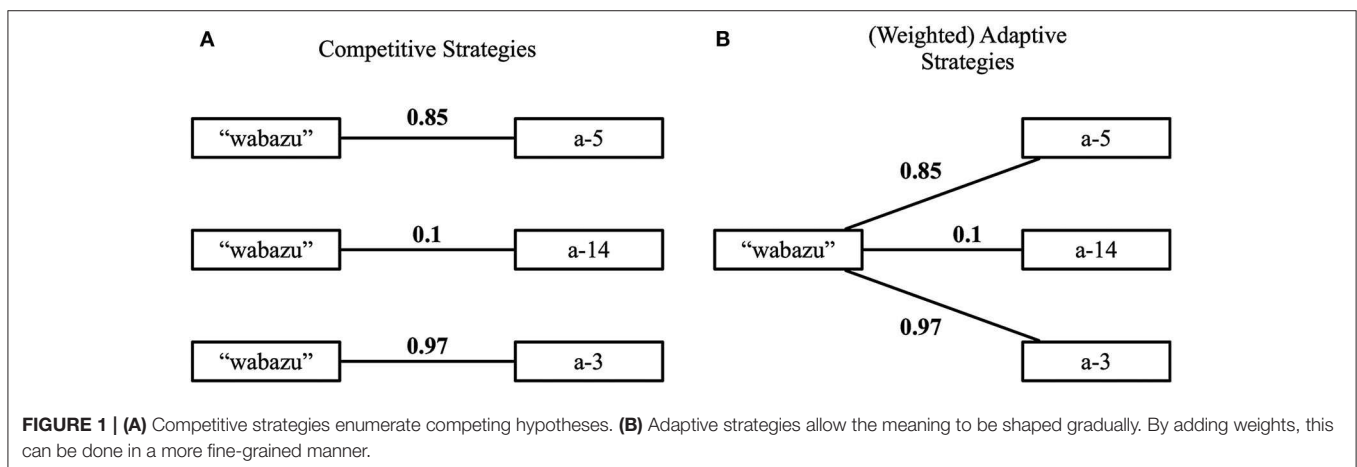 A
Competitive Strategies
"wabazu"
0.85
a-5
"wabazu"
0.1
a-14
"wabazu"
0.97
a-3
B
(Weighted) Adaptive
Strategies
"wabazu"
0.85
a-5
0.1
a-14
0.97
a-3
FIGURE 1 | (A) Competitive strategies enumerate competing hypotheses. (B) Adaptive strategies allow the meaning to be shaped gradually. By adding weights, this
can be done in a more fine-grained manner.